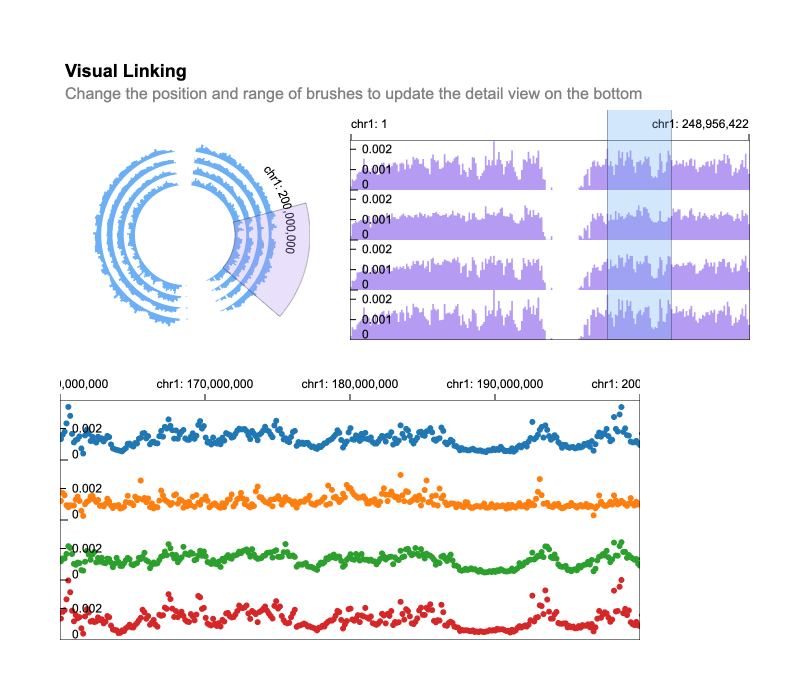 Visual Linking
Change the position and range of brushes to update the detail view on the bottom
chr1: 200,000,000
chr1: 1
chr1: 248,956,422
0.002
0.001
0
0.002
0.001
0
0.002
0.001
0
0.002
0.001
0
0,000,000
chr1: 170,000,000
chr1: 180,000,000
chr1: 190,000,000
chr1: 200
0.002
0
0.002
0
0.002
0
0.002
0